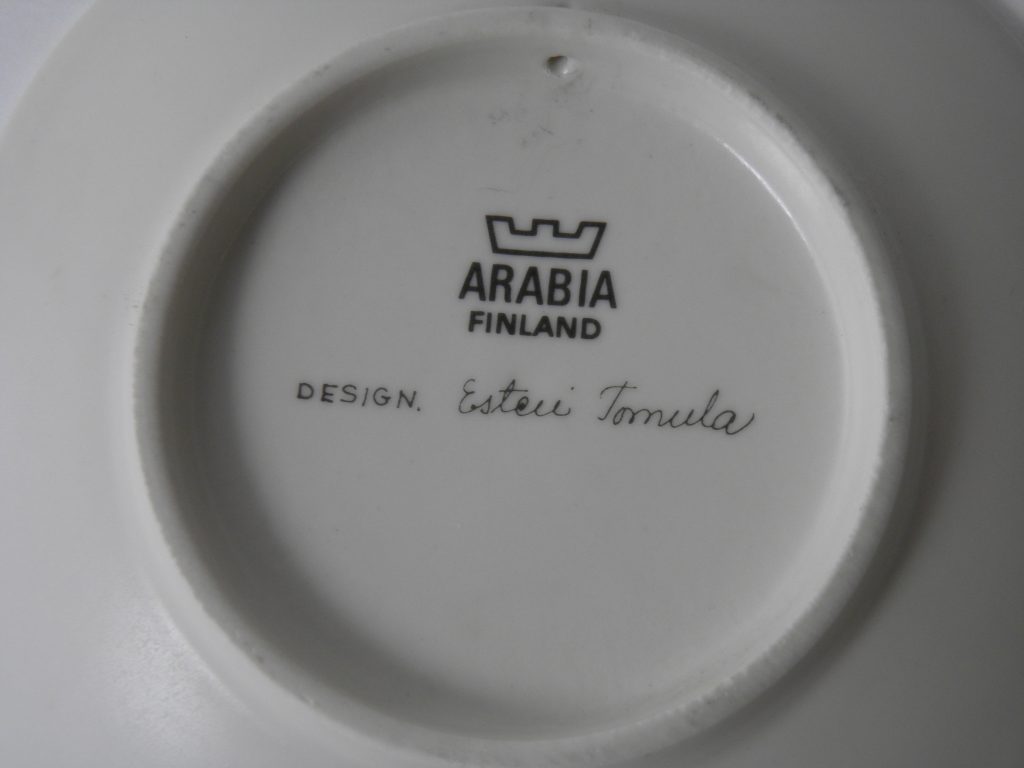 ARABIA
FINLAND
DESIGN. Esteri Tomula